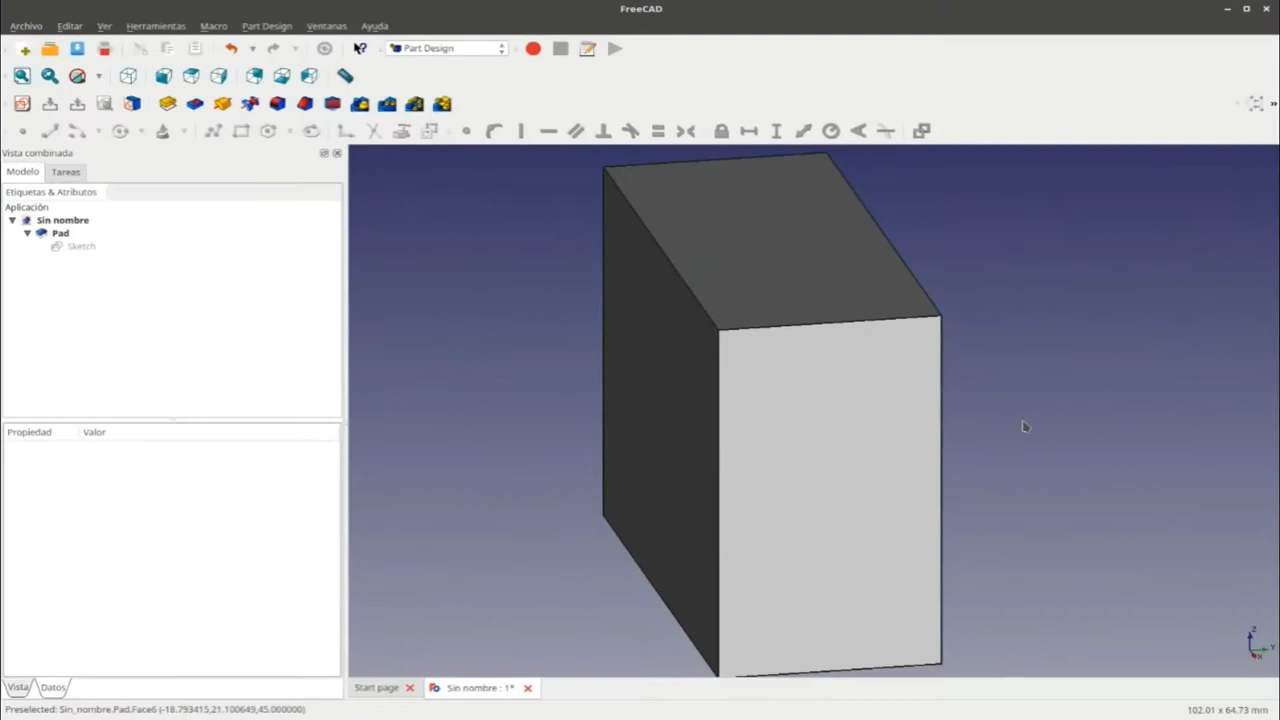 FreeCAD
Archivo Editar Ver Herramientas Macro Part Design Ventanas Ayuda
Part Design
Vista combinada
Modelo Tareas
Etiquetas & Atributos
Aplicación
Sin nombre
Pad
Sketch
Propiedad Valor
Vista Datos
Start page Sin nombre : 1*
Preselected: Sin_nombre.Pad.Face6 (-18.793415,21.100649,45.000000)
102.01 x 64.73 mm
Z
Y
X